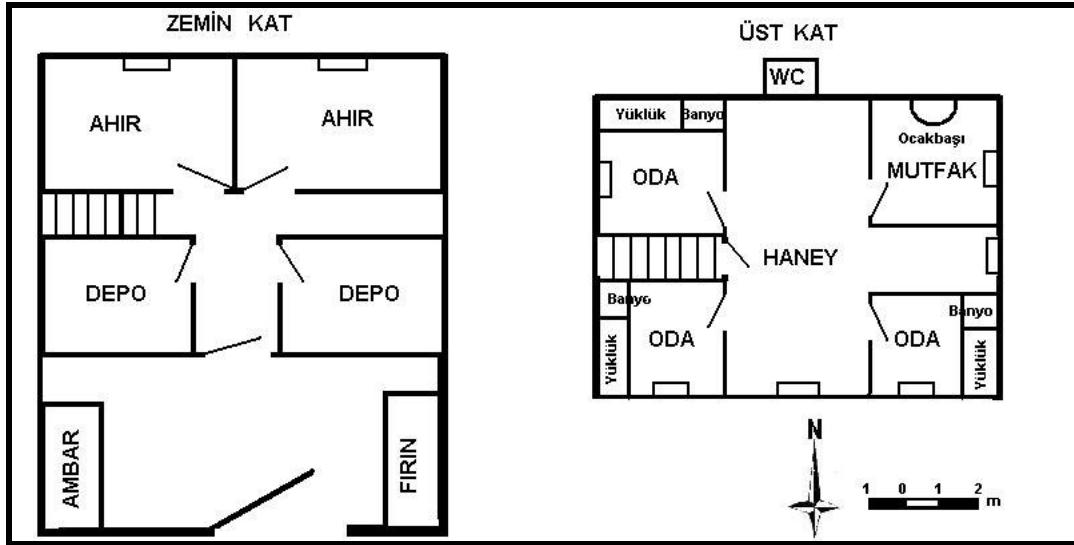 ZEMİN KAT
AHIR
AHIR
DEPO
DEPO
AMBAR
FIRIN
ÜST KAT
WC
Yüklük
Banyo
Ocakbaşı
ODA
MUTFAK
HANEY
Banyo
Yüklük
ODA
ODA
Banyo
Yüklük
N
1 0 1 2 m